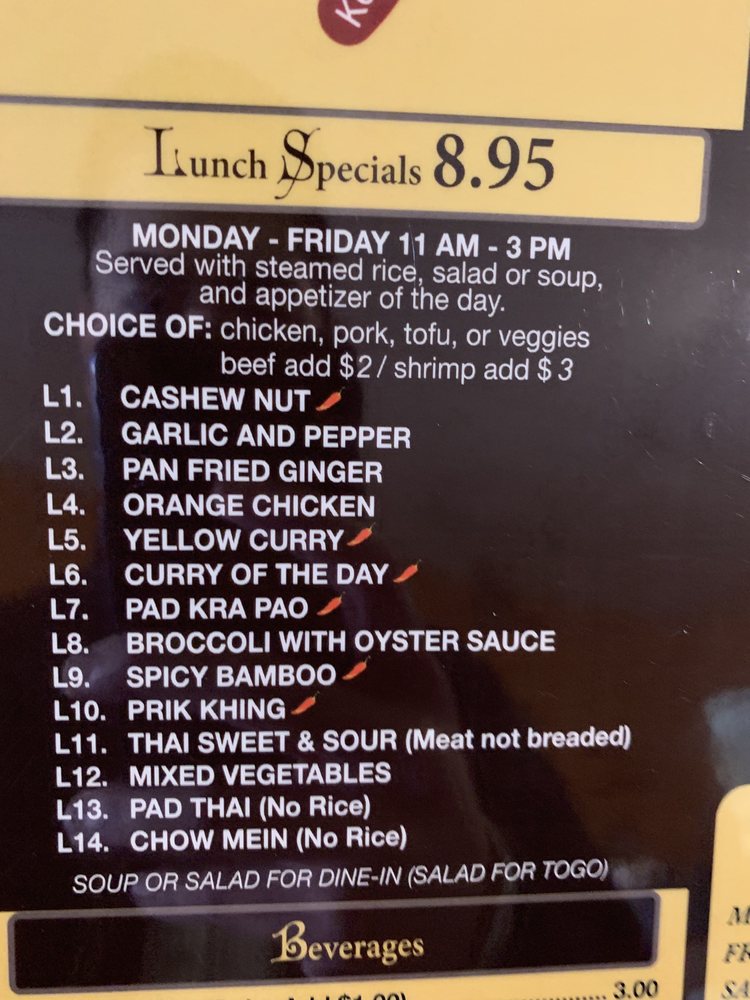 Lunch Specials 8.95
MONDAY - FRIDAY 11 AM - 3 PM
Served with steamed rice, salad or soup,
and appetizer of the day.
CHOICE OF: chicken, pork, tofu, or veggies
beef add $2 / shrimp add $3
L1. CASHEW NUT
L2. GARLIC AND PEPPER
L3. PAN FRIED GINGER
L4. ORANGE CHICKEN
L5. YELLOW CURRY
L6. CURRY OF THE DAY
L7. PAD KRA PAO
L8. BROCCOLI WITH OYSTER SAUCE
L9. SPICY BAMBOO
L10. PRIK KHING
L11. THAI SWEET & SOUR (Meat not breaded)
L12. MIXED VEGETABLES
L13. PAD THAI (No Rice)
L14. CHOW MEIN (No Rice)
SOUP OR SALAD FOR DINE-IN (SALAD FOR TOGO)
Beverages
3.00